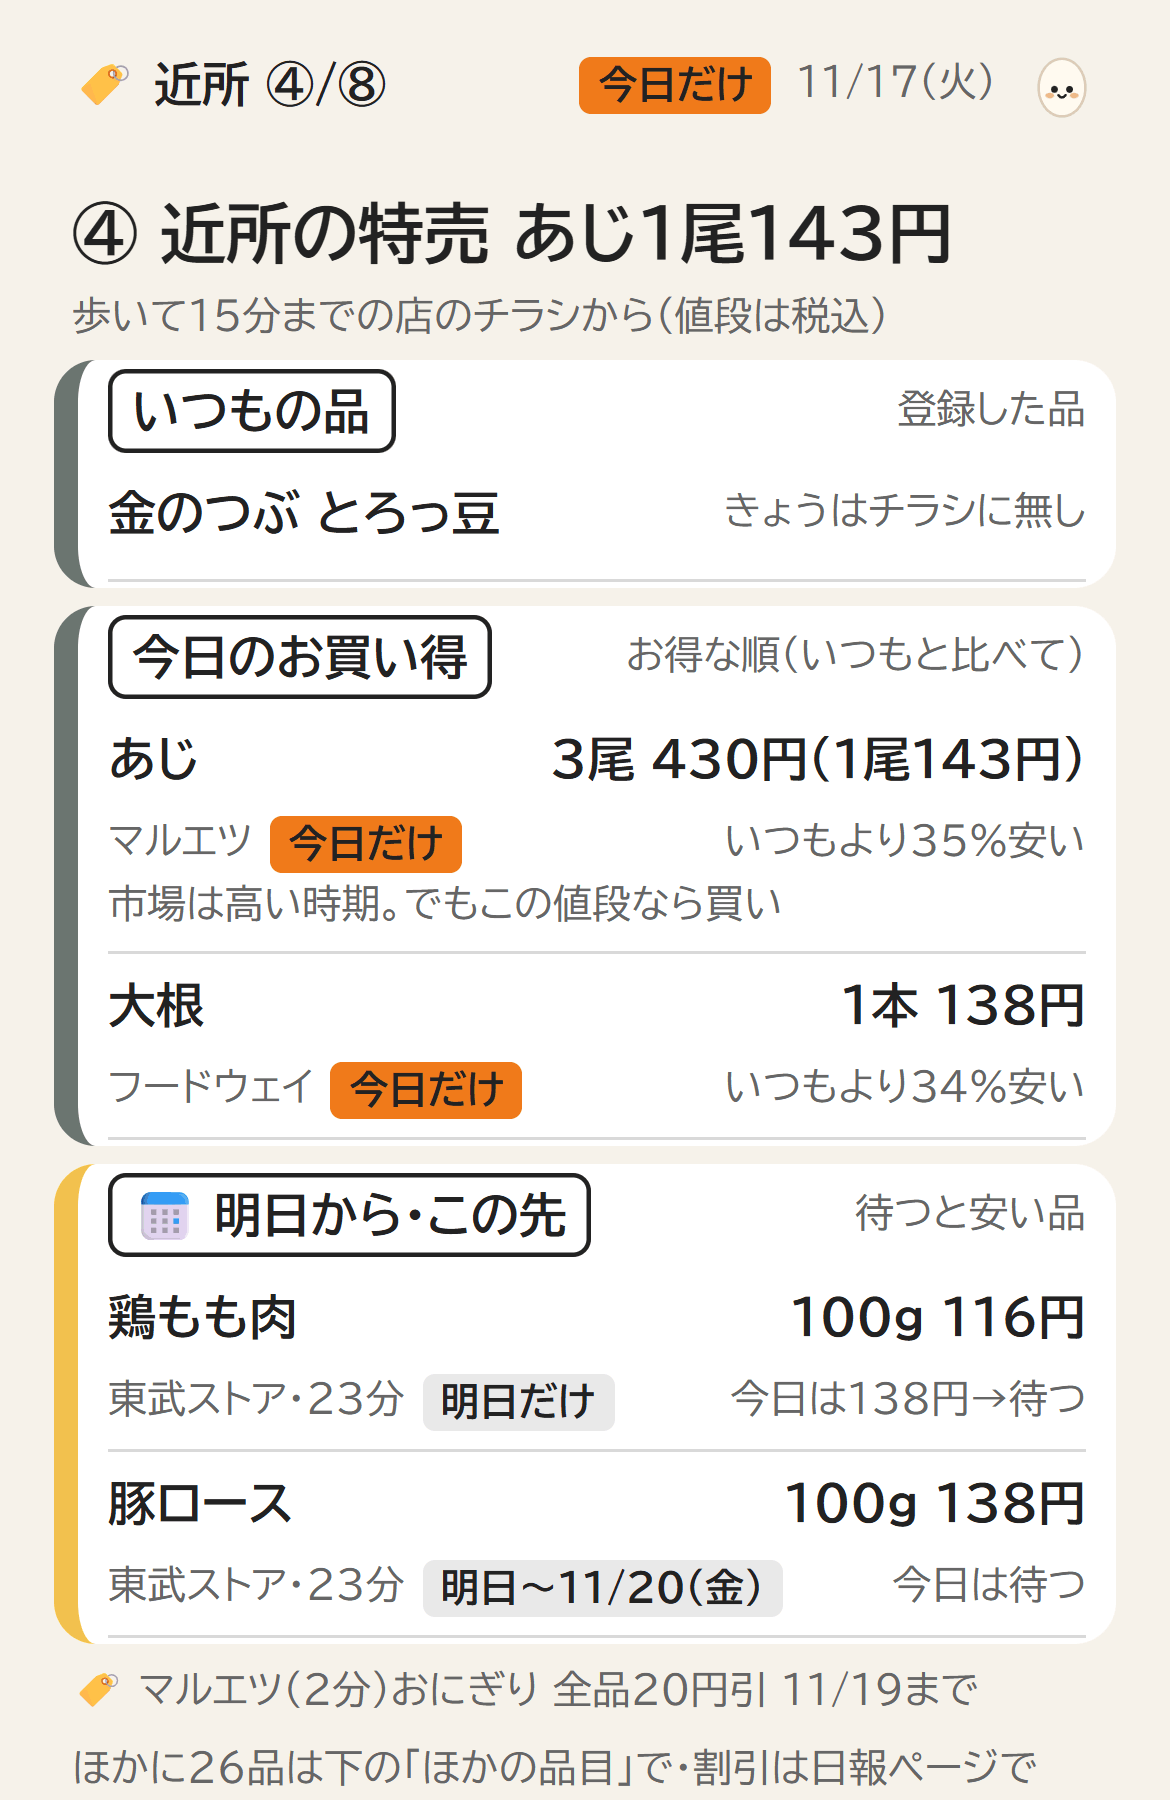 近所 ④/⑧ 今日だけ 11/17(火)
④ 近所の特売 あじ1尾143円
歩いて15分までの店のチラシから(値段は税込)
いつもの品 登録した品
金のつぶ とろっ豆 きょうはチラシに無し
今日のお買い得 お得な順(いつもと比べて)
あじ 3尾 430円(1尾143円)
マルエツ 今日だけ いつもより35%安い
市場は高い時期。でもこの値段なら買い
大根 1本 138円
フードウェイ 今日だけ いつもより34%安い
明日から・この先 待つと安い品
鶏もも肉 100g 116円
東武ストア・23分 明日だけ 今日は138円→待つ
豚ロース 100g 138円
東武ストア・23分 明日~11/20(金) 今日は待つ
マルエツ(2分)おにぎり 全品20円引 11/19まで
ほかに26品は下の「ほかの品目」で・割引は日報ページで